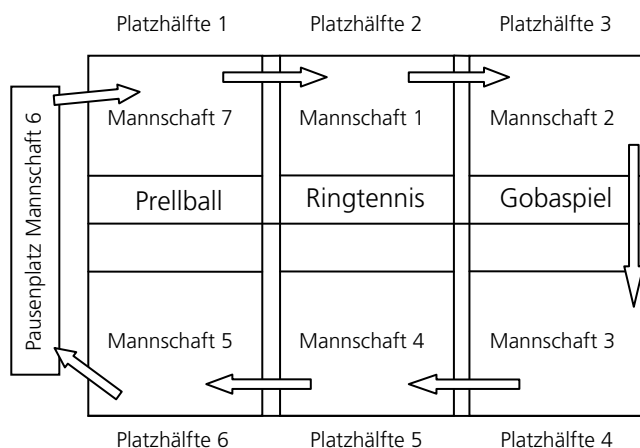 Platzhälfte 1 Platzhälfte 2 Platzhälfte 3
Pausenplatz Mannschaft 6
Mannschaft 7 Mannschaft 1 Mannschaft 2
Prellball Ringtennis Gobaspiel
Mannschaft 5 Mannschaft 4 Mannschaft 3
Platzhälfte 6 Platzhälfte 5 Platzhälfte 4